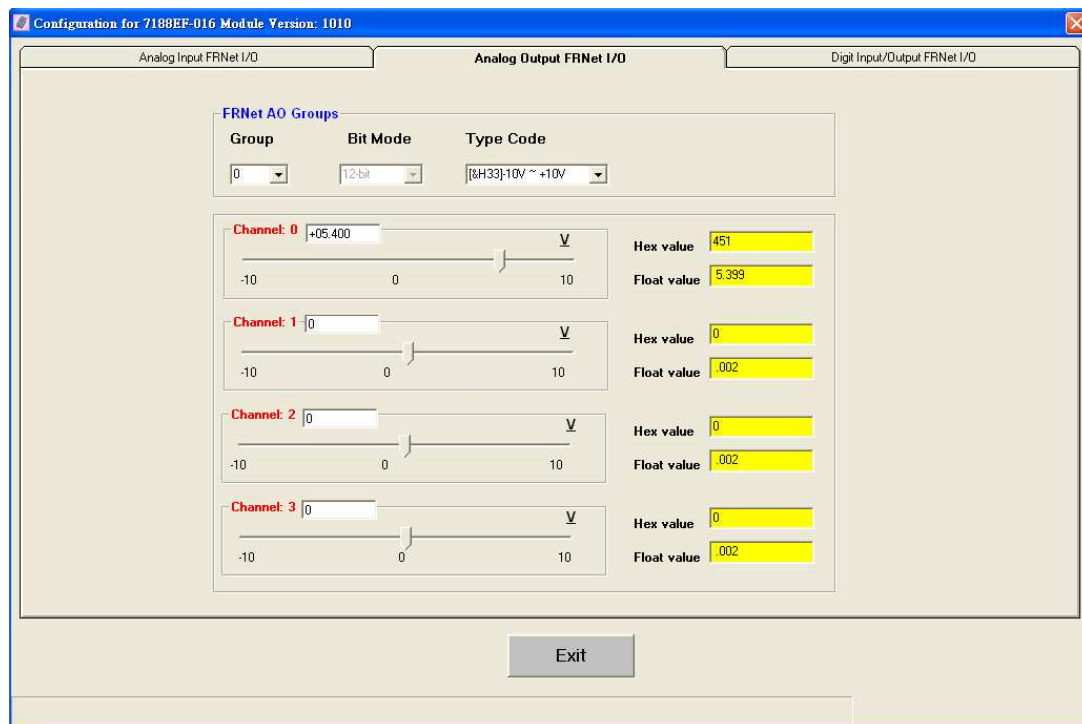 Configuration for 7188EF-016 Module Version: 1010
Analog Input FRNet I/O
Analog Output FRNet I/O
Digit Input/Output FRNet I/O
FRNet AO Groups
Group Bit Mode Type Code
0 12-bit [&H33]-10V ~ +10V
Channel: 0 +05.400 V
-10 0 10
Hex value 451
Float value 5.399
Channel: 1 0 V
-10 0 10
Hex value 0
Float value .002
Channel: 2 0 V
-10 0 10
Hex value 0
Float value .002
Channel: 3 0 V
-10 0 10
Hex value 0
Float value .002
Exit